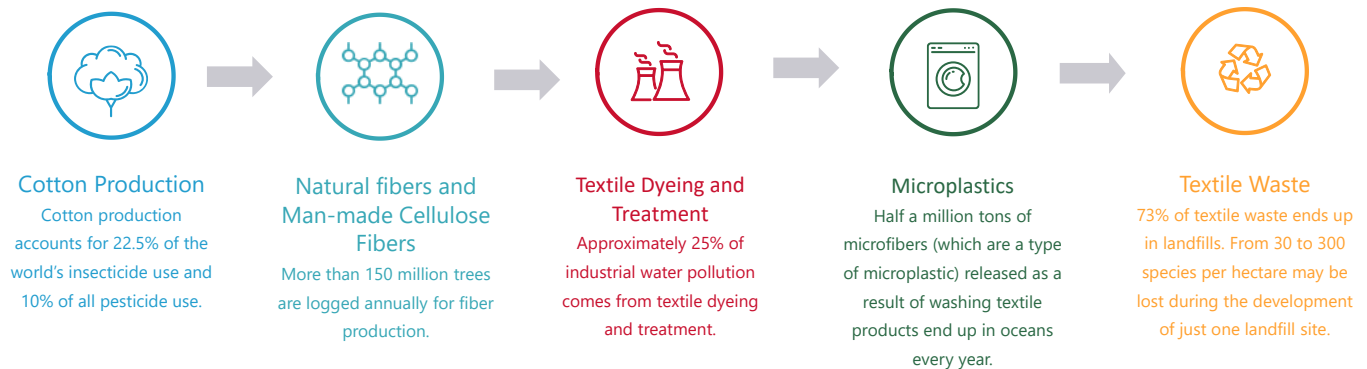 Cotton Production
Cotton production
accounts for 22.5% of the
world's insecticide use and
10% of all pesticide use.
Natural fibers and
Man-made Cellulose
Fibers
More than 150 million trees
are logged annually for fiber
production.
Textile Dyeing and
Treatment
Approximately 25% of
industrial water pollution
comes from textile dyeing
and treatment.
Microplastics
Half a million tons of
microfibers (which are a type
of microplastic) released as a
result of washing textile
products end up in oceans
every year.
Textile Waste
73% of textile waste ends up
in landfills. From 30 to 300
species per hectare may be
lost during the development
of just one landfill site.